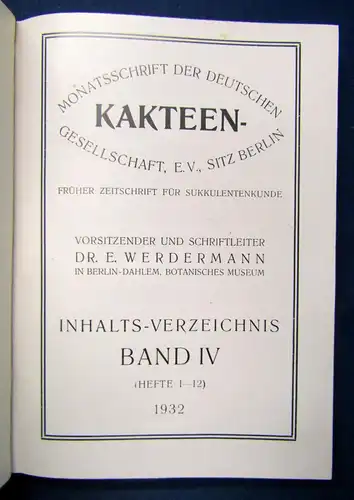 MONATSSCHRIFT DER DEUTSCHEN
KAKTEEN-
GESELLSCHAFT, E.V., SITZ BERLIN
FRÜHER ZEITSCHRIFT FÜR SUKKULENTENKUNDE
VORSITZENDER UND SCHRIFTLEITER
DR. E. WERDERMANN
IN BERLIN-DAHLEM, BOTANISCHES MUSEUM
INHALTS-VERZEICHNIS
BAND IV
(HEFTE 1—12)
1932